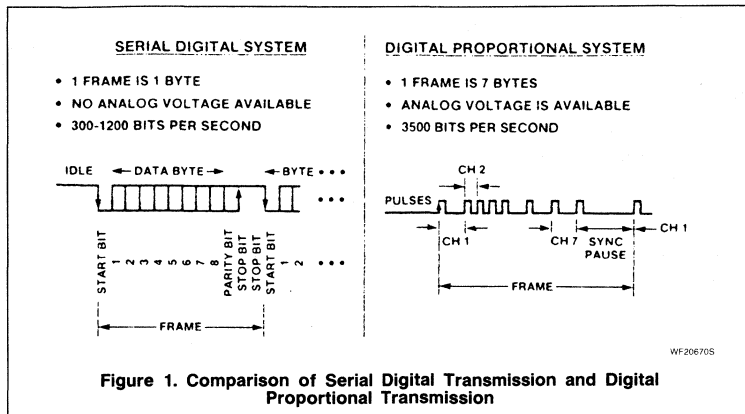 SERIAL DIGITAL SYSTEM
• 1 FRAME IS 1 BYTE
• NO ANALOG VOLTAGE AVAILABLE
• 300-1200 BITS PER SECOND
IDLE
DATA BYTE
BYTE • • •
• • •
START BIT
1
2
3
4
5
6
7
8
PARITY BIT
STOP BIT
STOP BIT
START BIT
1
2
• • •
FRAME
DIGITAL PROPORTIONAL SYSTEM
• 1 FRAME IS 7 BYTES
• ANALOG VOLTAGE IS AVAILABLE
• 3500 BITS PER SECOND
CH 2
PULSES
CH 1
CH 7
SYNC
PAUSE
CH 1
FRAME
WF20670S
Figure 1. Comparison of Serial Digital Transmission and Digital
Proportional Transmission